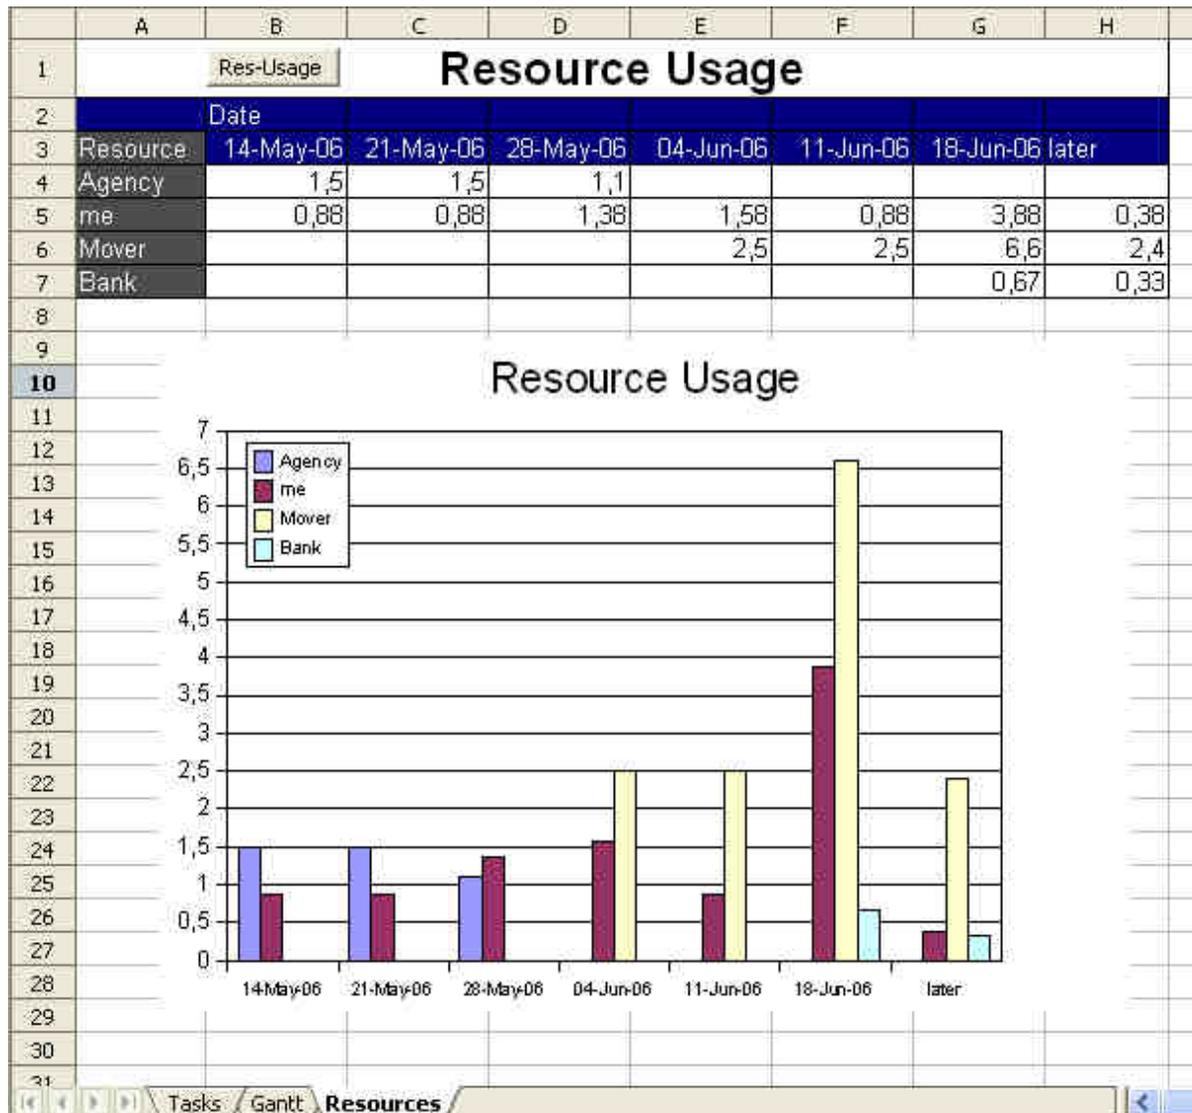 A B C D E F G H
1 Res-Usage Resource Usage
2 Date
3 Resource 14-May-06 21-May-06 28-May-06 04-Jun-06 11-Jun-06 18-Jun-06 later
4 Agency 1,5 1,5 1,1
5 me 0,88 0,88 1,38 1,58 0,88 3,88 0,38
6 Mover 2,5 2,5 6,6 2,4
7 Bank 0,67 0,33
8
9
10
11
12
13
14
15
16
17
18
19
20
21
22
23
24
25
26
27
28
29
30
31
Resource Usage
7
6,5
6
5,5
5
4,5
4
3,5
3
2,5
2
1,5
1
0,5
0
Agency
me
Mover
Bank
14-May-06 21-May-06 28-May-06 04-Jun-06 11-Jun-06 18-Jun-06 later
Tasks Gantt Resources